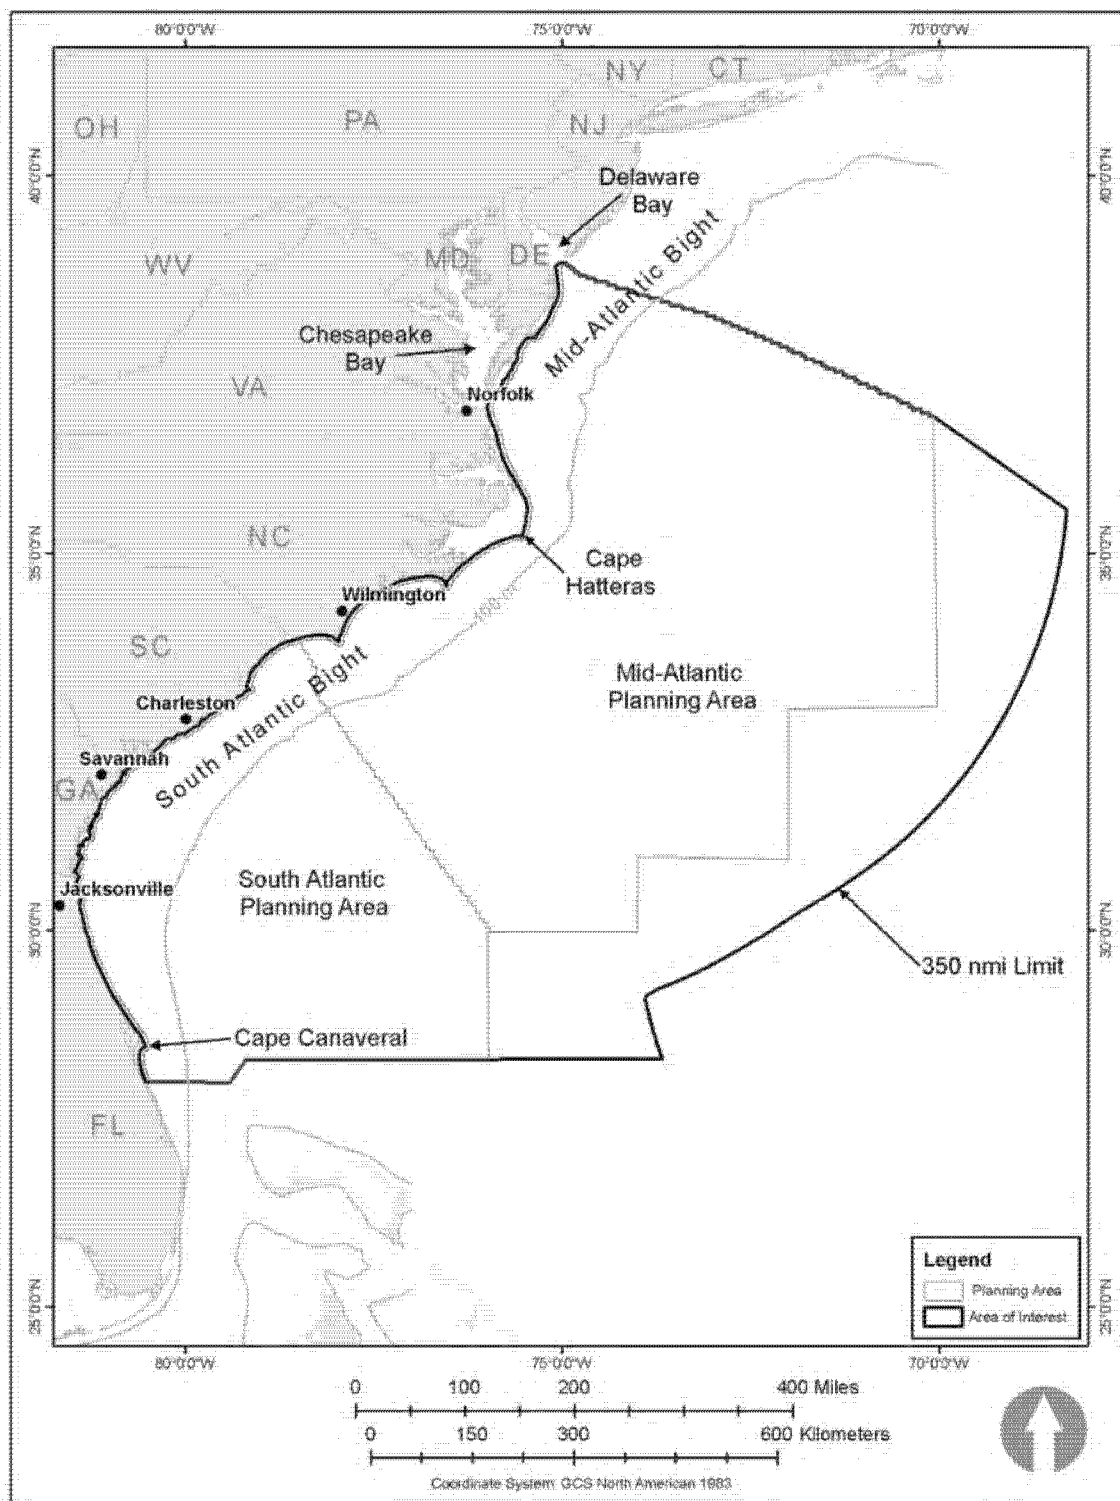 80°0'0"W 75°0'0"W 70°0'0"W
NY CT
OH PA NJ
40°0'0"N 40°0'0"N
Delaware
Bay
WV MD DE
Mid-Atlantic Bight
Chesapeake
Bay
VA
Norfolk
NC
35°0'0"N 35°0'0"N
Cape
Hatteras
Wilmington
100 m
SC
Mid-Atlantic
Planning Area
Charleston
South Atlantic Bight
Savannah
GA
South Atlantic
Planning Area
Jacksonville
30°0'0"N 30°0'0"N
350 nmi Limit
Cape Canaveral
FL
Legend
Planning Area
Area of Interest
25°0'0"N 25°0'0"N
80°0'0"W 75°0'0"W 70°0'0"W
0 100 200 400 Miles
0 150 300 600 Kilometers
Coordinate System: GCS North American 1983